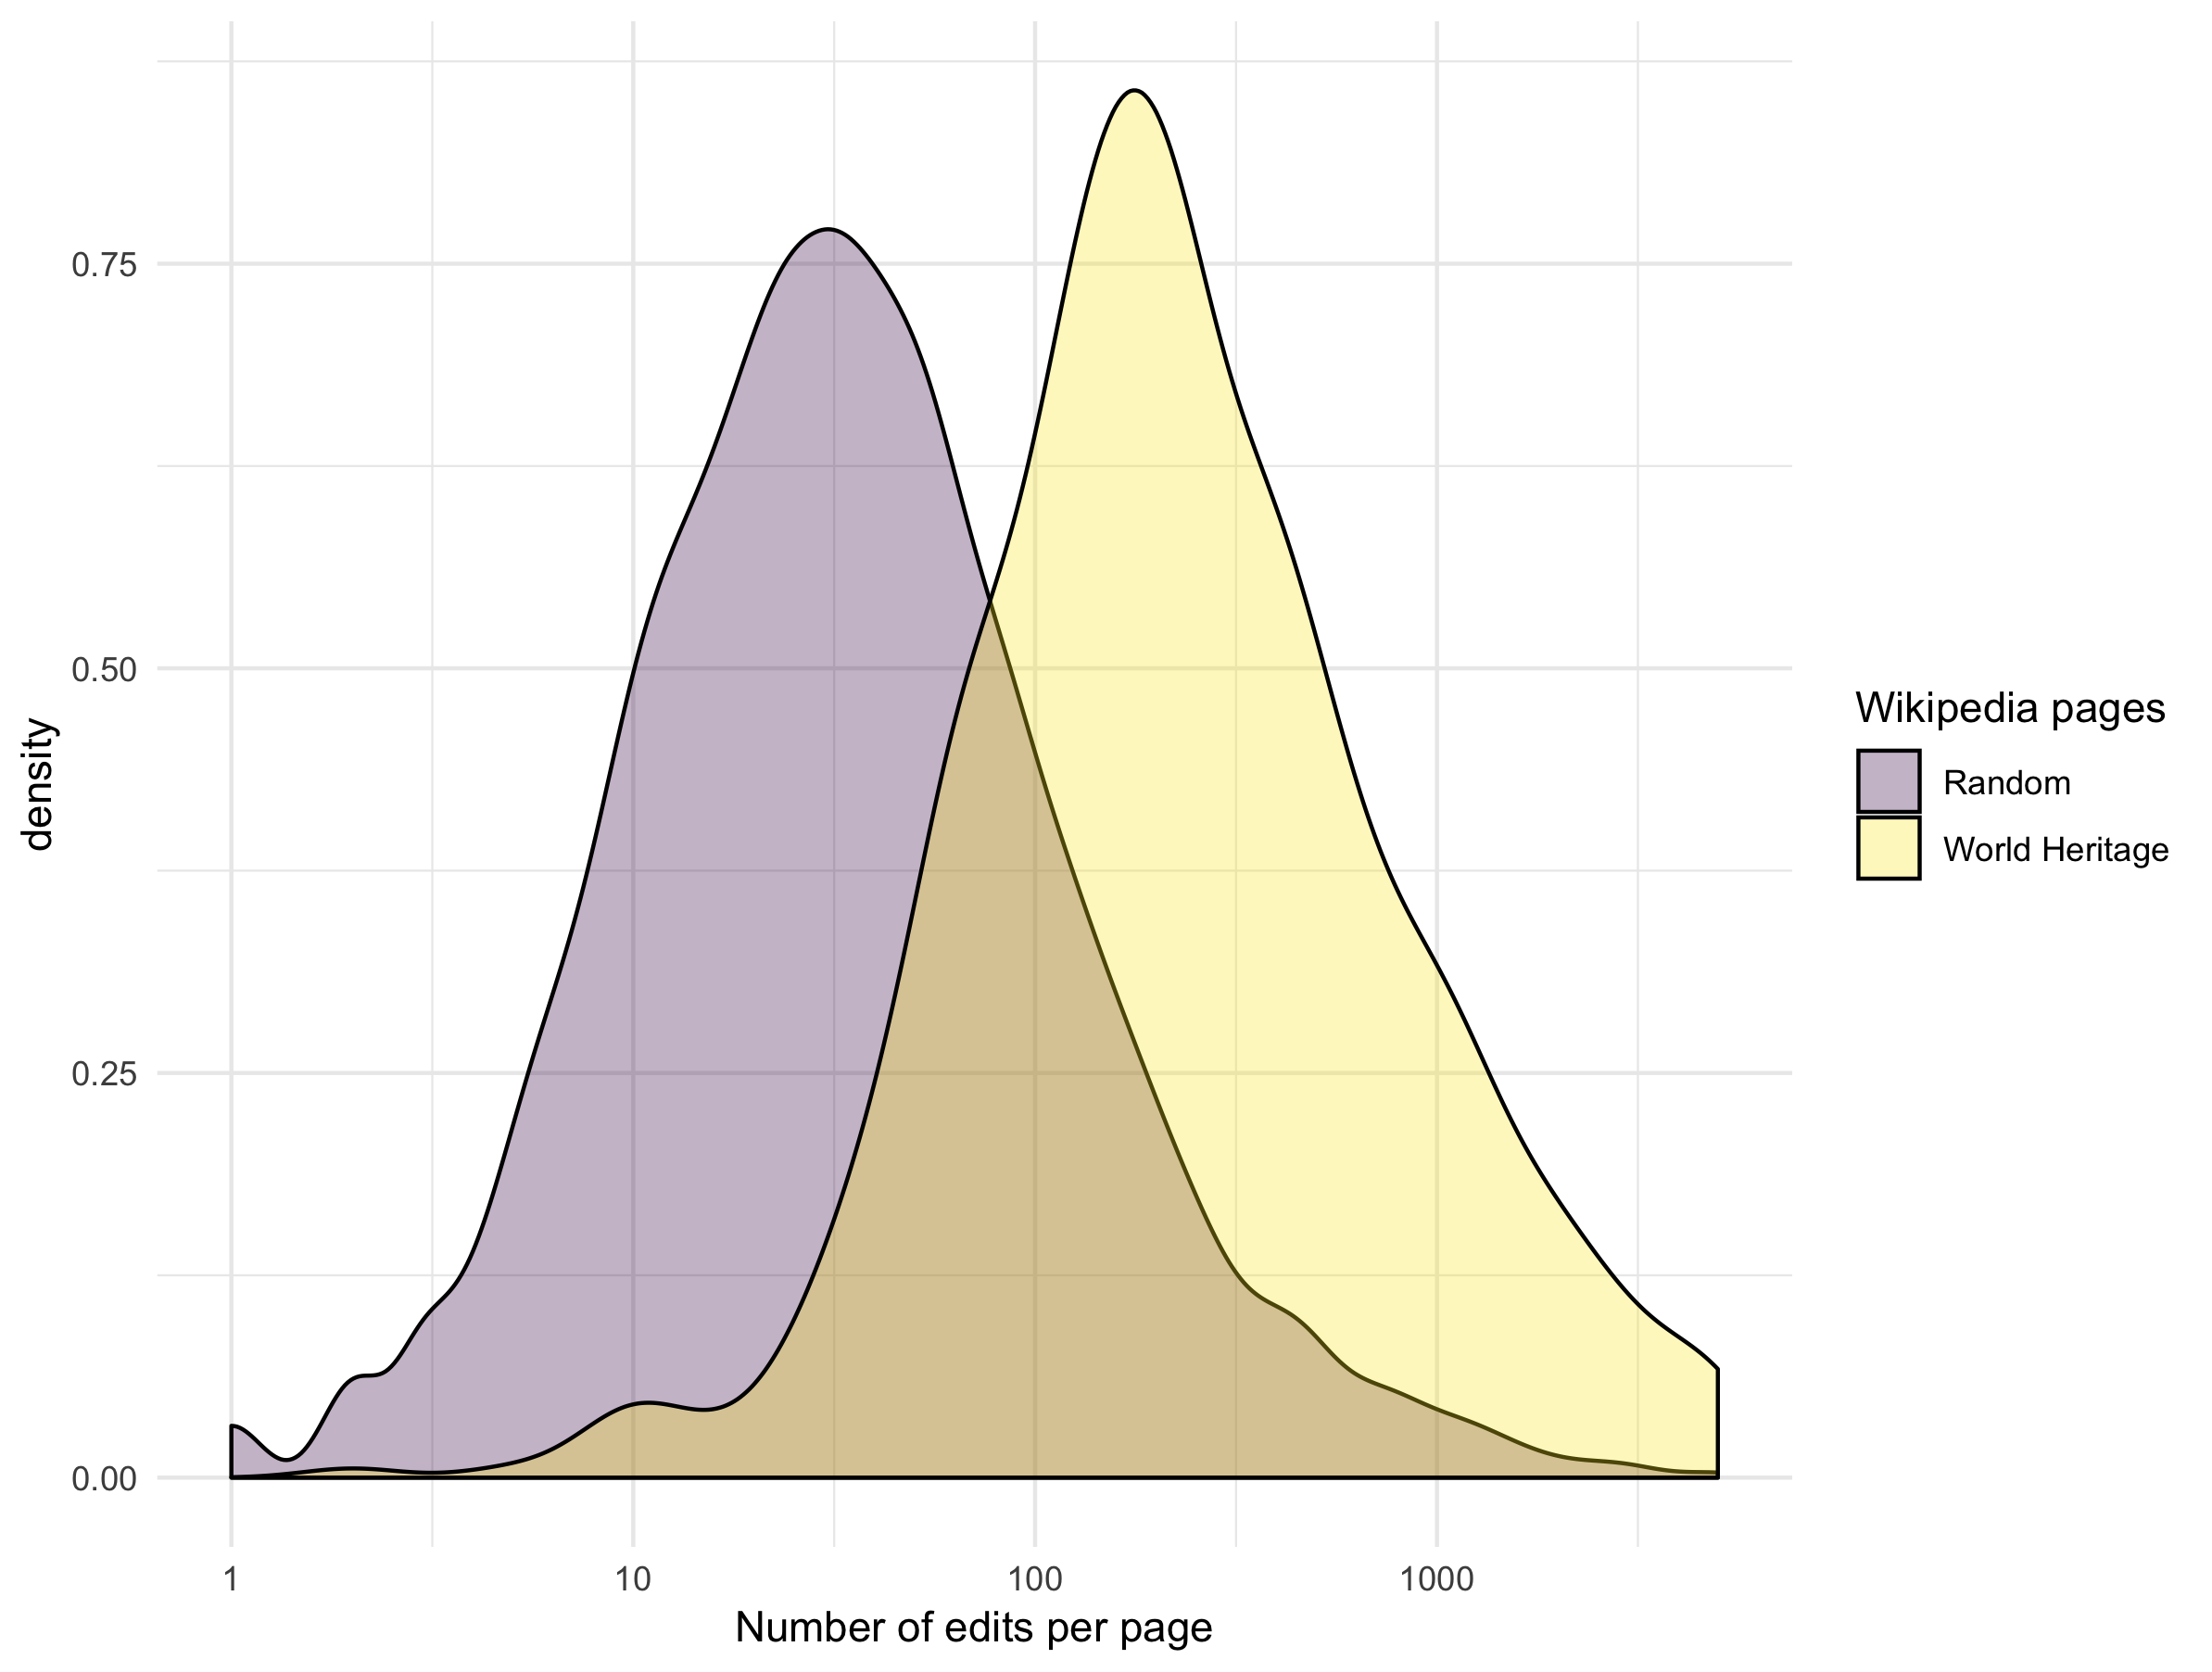 0.75
0.50
0.25
0.00
density
1 10 100 1000
Number of edits per page
Wikipedia pages
Random
World Heritage